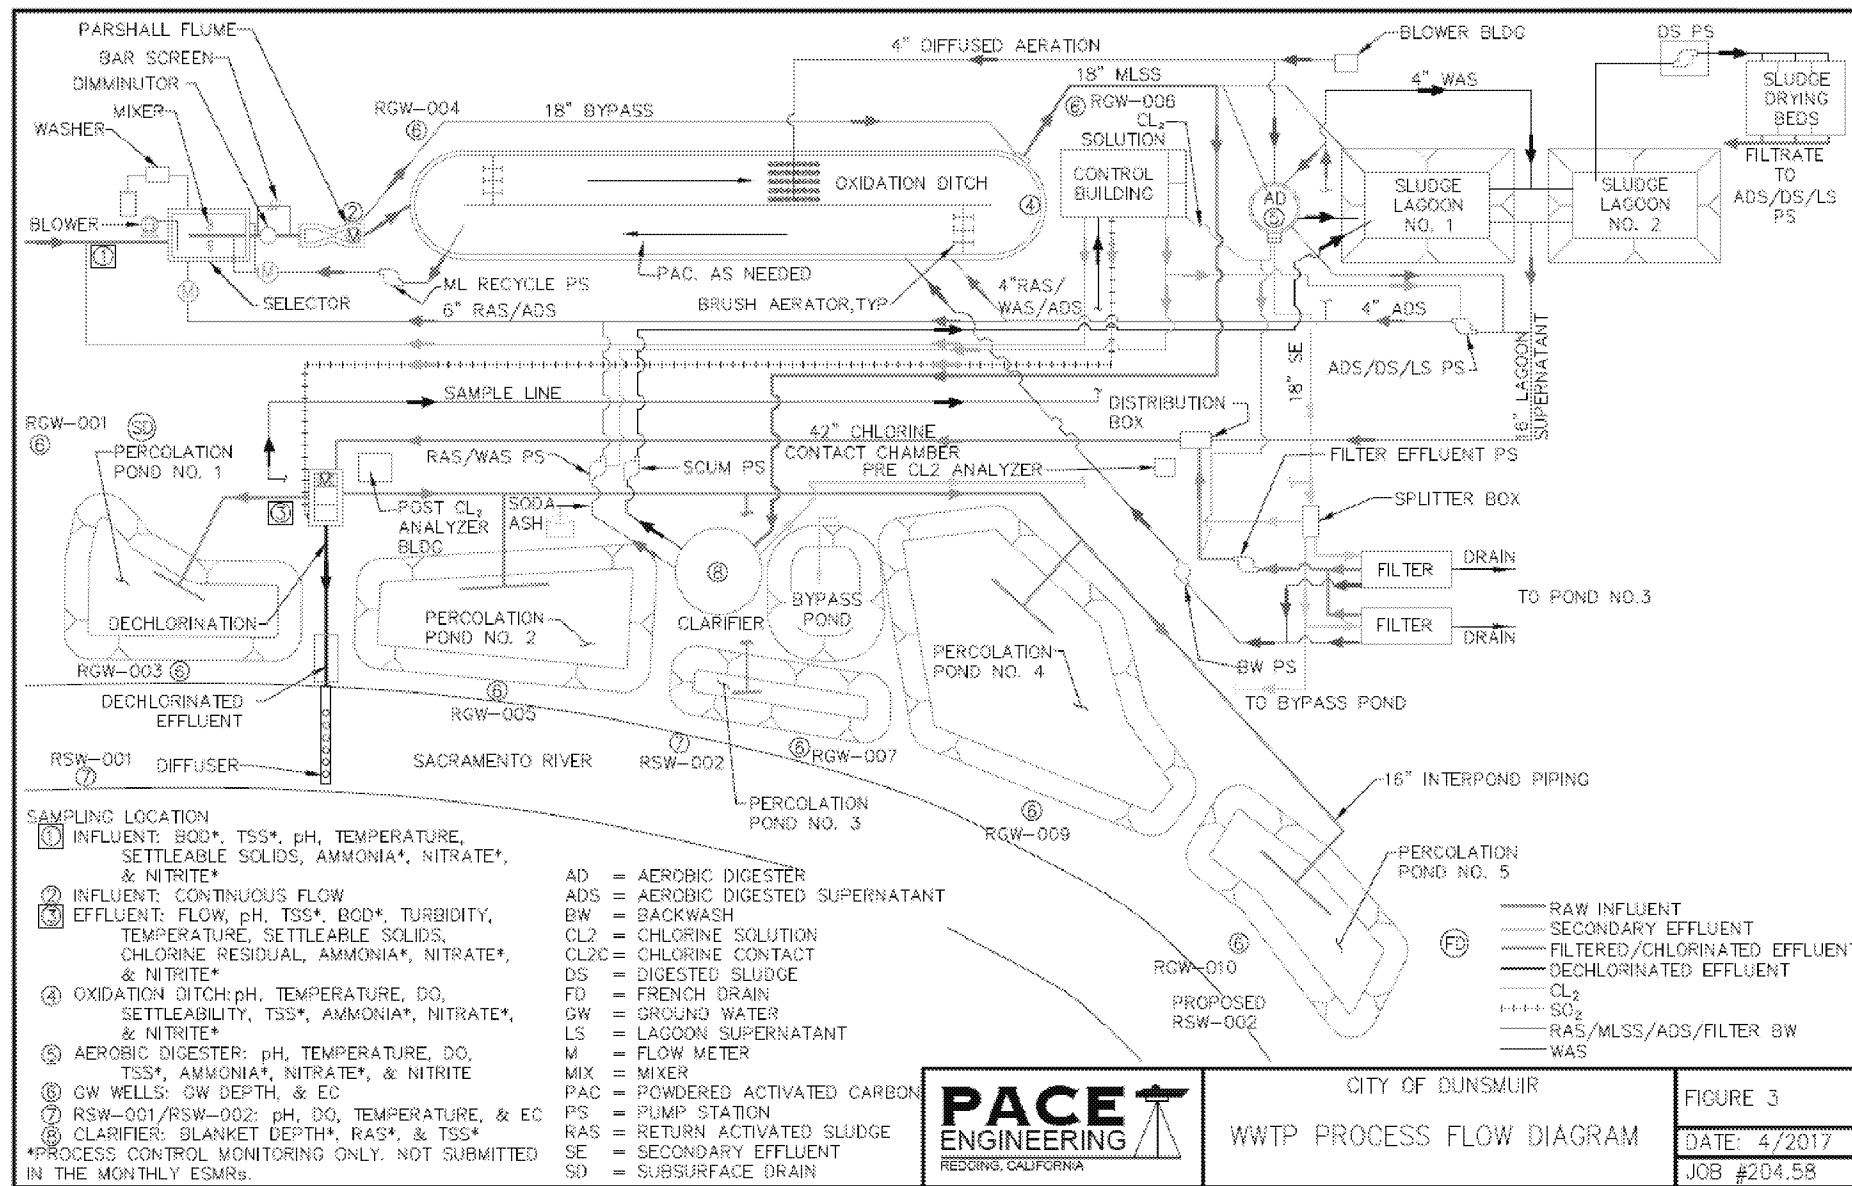 PARSHALL FLUME
BAR SCREEN
DIMMINUTOR
MIXER
WASHER
BLOWER
RGW-004
⑥
18" BYPASS
4" DIFFUSED AERATION
18" MLSS
⑥ RGW-006
CL2
SOLUTION
BLOWER BLDG
4" WAS
DS PS
SLUDGE
DRYING
BEDS
FILTRATE
TO
ADS/DS/LS
PS
②
M
OXIDATION DITCH
④
CONTROL
BUILDING
AD
⑤
SLUDGE
LAGOON
NO. 1
SLUDGE
LAGOON
NO. 2
①
M
M
SELECTOR
ML RECYCLE PS
PAC. AS NEEDED
BRUSH AERATOR,TYP
4"RAS/
WAS/ADS
6" RAS/ADS
4" ADS
ADS/DS/LS PS
18" SE
16" LAGOON
SUPERNATANT
SAMPLE LINE
DISTRIBUTION
BOX
RGW-001
⑥
SD
PERCOLATION
POND NO. 1
42" CHLORINE
CONTACT CHAMBER
RAS/WAS PS
SCUM PS
PRE CL2 ANALYZER
FILTER EFFLUENT PS
SPLITTER BOX
M
③
POST CL2
ANALYZER
BLDG
SODA
ASH
⑧
CLARIFIER
BYPASS
POND
FILTER
DRAIN
TO POND NO.3
FILTER
DRAIN
DECHLORINATION
PERCOLATION
POND NO. 2
PERCOLATION
POND NO. 4
BW PS
TO BYPASS POND
RGW-003 ⑥
DECHLORINATED
EFFLUENT
⑥
RGW-005
RSW-001
⑦
DIFFUSER
SACRAMENTO RIVER
⑦
RSW-002
⑥ RGW-007
PERCOLATION
POND NO. 3
⑥
RGW-009
16" INTERPOND PIPING
PERCOLATION
POND NO. 5
⑥
RGW-010
PROPOSED
RSW-002
FD
SAMPLING LOCATION
① INFLUENT: BOD*, TSS*, pH, TEMPERATURE,
SETTLEABLE SOLIDS, AMMONIA*, NITRATE*,
& NITRITE*
② INFLUENT: CONTINUOUS FLOW
③ EFFLUENT: FLOW, pH, TSS*, BOD*, TURBIDITY,
TEMPERATURE, SETTLEABLE SOLIDS,
CHLORINE RESIDUAL, AMMONIA*, NITRATE*,
& NITRITE*
④ OXIDATION DITCH: pH, TEMPERATURE, DO,
SETTLEABILITY, TSS*, AMMONIA*, NITRATE*,
& NITRITE*
⑤ AEROBIC DIGESTER: pH, TEMPERATURE, DO,
TSS*, AMMONIA*, NITRATE*, & NITRITE
⑥ GW WELLS: GW DEPTH, & EC
⑦ RSW-001/RSW-002: pH, DO, TEMPERATURE, & EC
⑧ CLARIFIER: BLANKET DEPTH*, RAS*, & TSS*
*PROCESS CONTROL MONITORING ONLY. NOT SUBMITTED
IN THE MONTHLY ESMRs.
AD = AEROBIC DIGESTER
ADS = AEROBIC DIGESTED SUPERNATANT
BW = BACKWASH
CL2 = CHLORINE SOLUTION
CL2C= CHLORINE CONTACT
DS = DIGESTED SLUDGE
FD = FRENCH DRAIN
GW = GROUND WATER
LS = LAGOON SUPERNATANT
M = FLOW METER
MIX = MIXER
PAC = POWDERED ACTIVATED CARBON
PS = PUMP STATION
RAS = RETURN ACTIVATED SLUDGE
SE = SECONDARY EFFLUENT
SD = SUBSURFACE DRAIN
RAW INFLUENT
SECONDARY EFFLUENT
FILTERED/CHLORINATED EFFLUENT
DECHLORINATED EFFLUENT
CL2
SO2
RAS/MLSS/ADS/FILTER BW
WAS
PACE
ENGINEERING
REDDING, CALIFORNIA
CITY OF DUNSMUIR
WWTP PROCESS FLOW DIAGRAM
FIGURE 3
DATE: 4/2017
JOB #204.58